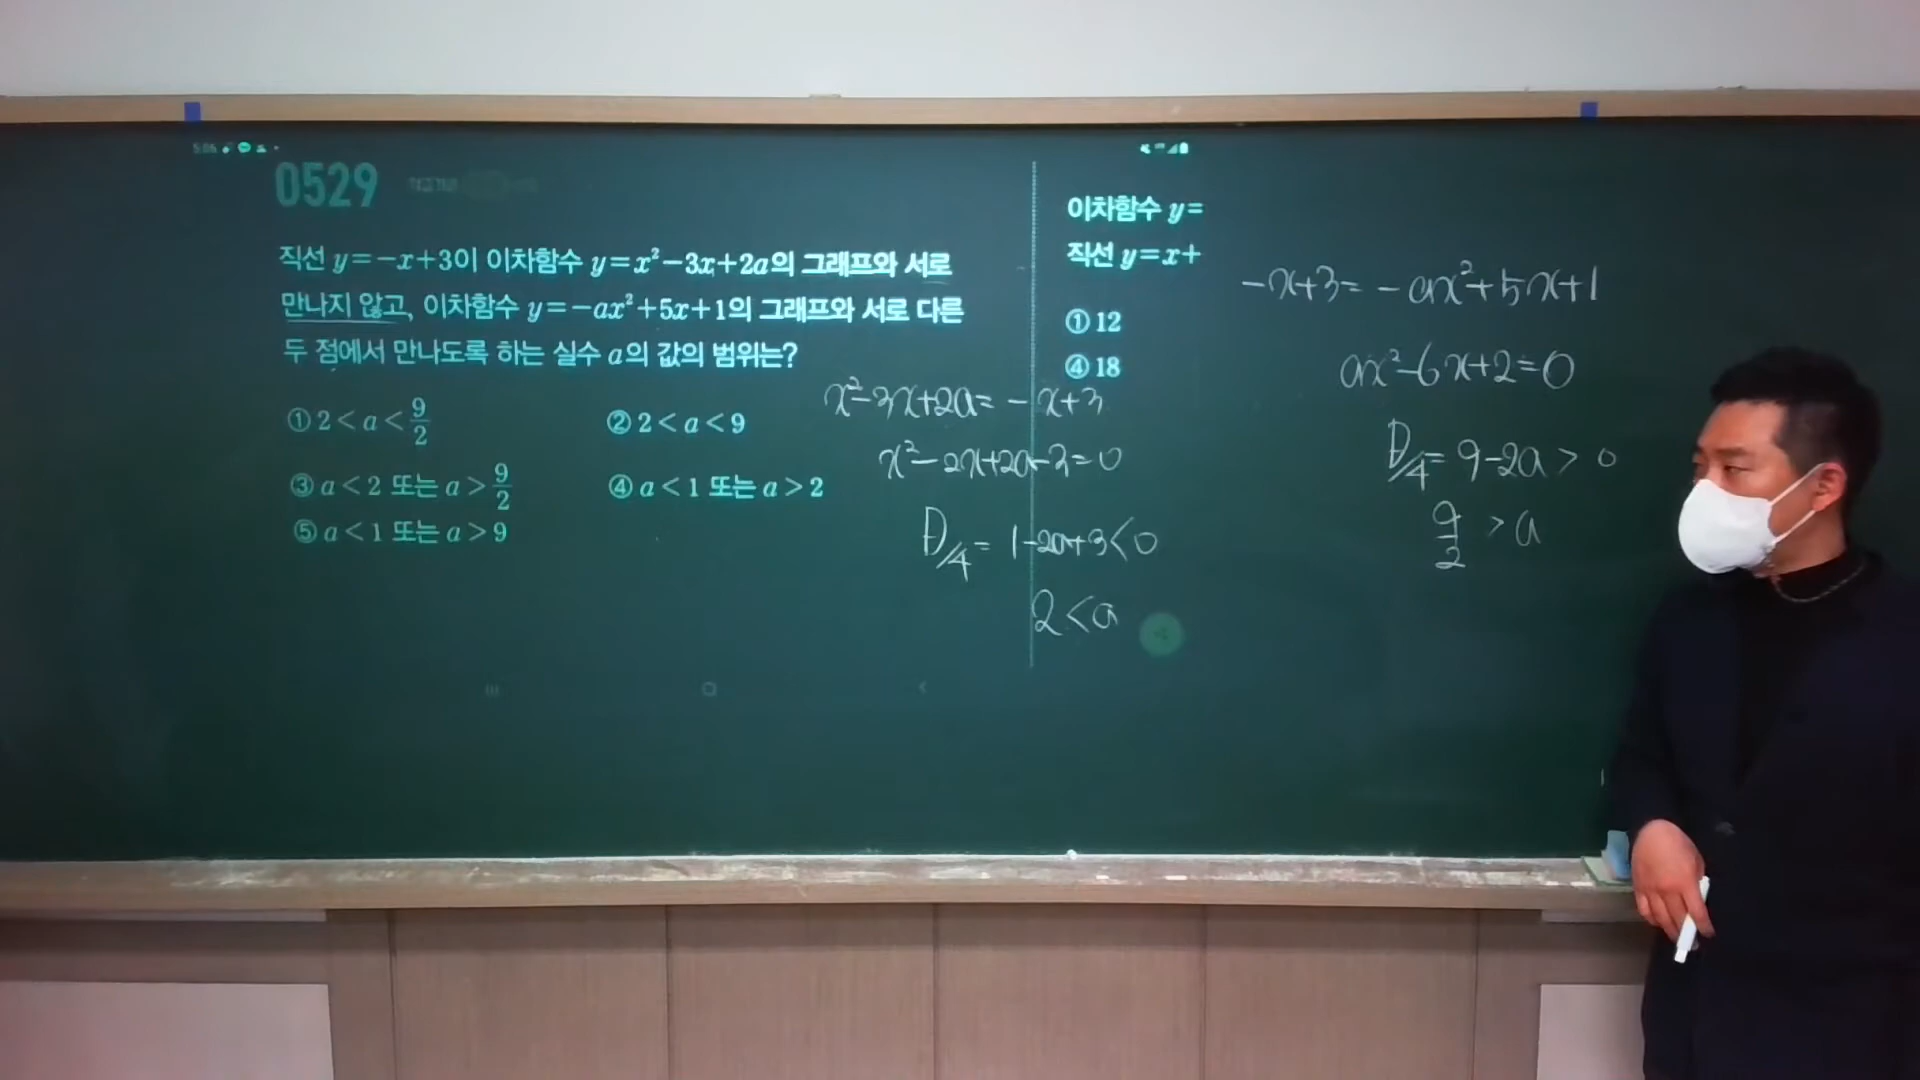 0529
직선 y=-x+3이 이차함수 y=x²-3x+2a의 그래프와 서로
만나지 않고, 이차함수 y=-ax²+5x+1의 그래프와 서로 다른
두 점에서 만나도록 하는 실수 a의 값의 범위는?
① 2<a<9/2
② 2<a<9
③ a<2 또는 a>9/2
④ a<1 또는 a>2
⑤ a<1 또는 a>9
x²-3x+2a=-x+3
x²-2x+2a-3=0
D/4=1-2a+3<0
2<a
이차함수 y=
직선 y=x+
① 12
④ 18
-x+3=-ax²+5x+1
ax²-6x+2=0
D/4=9-2a>0
9/2>a